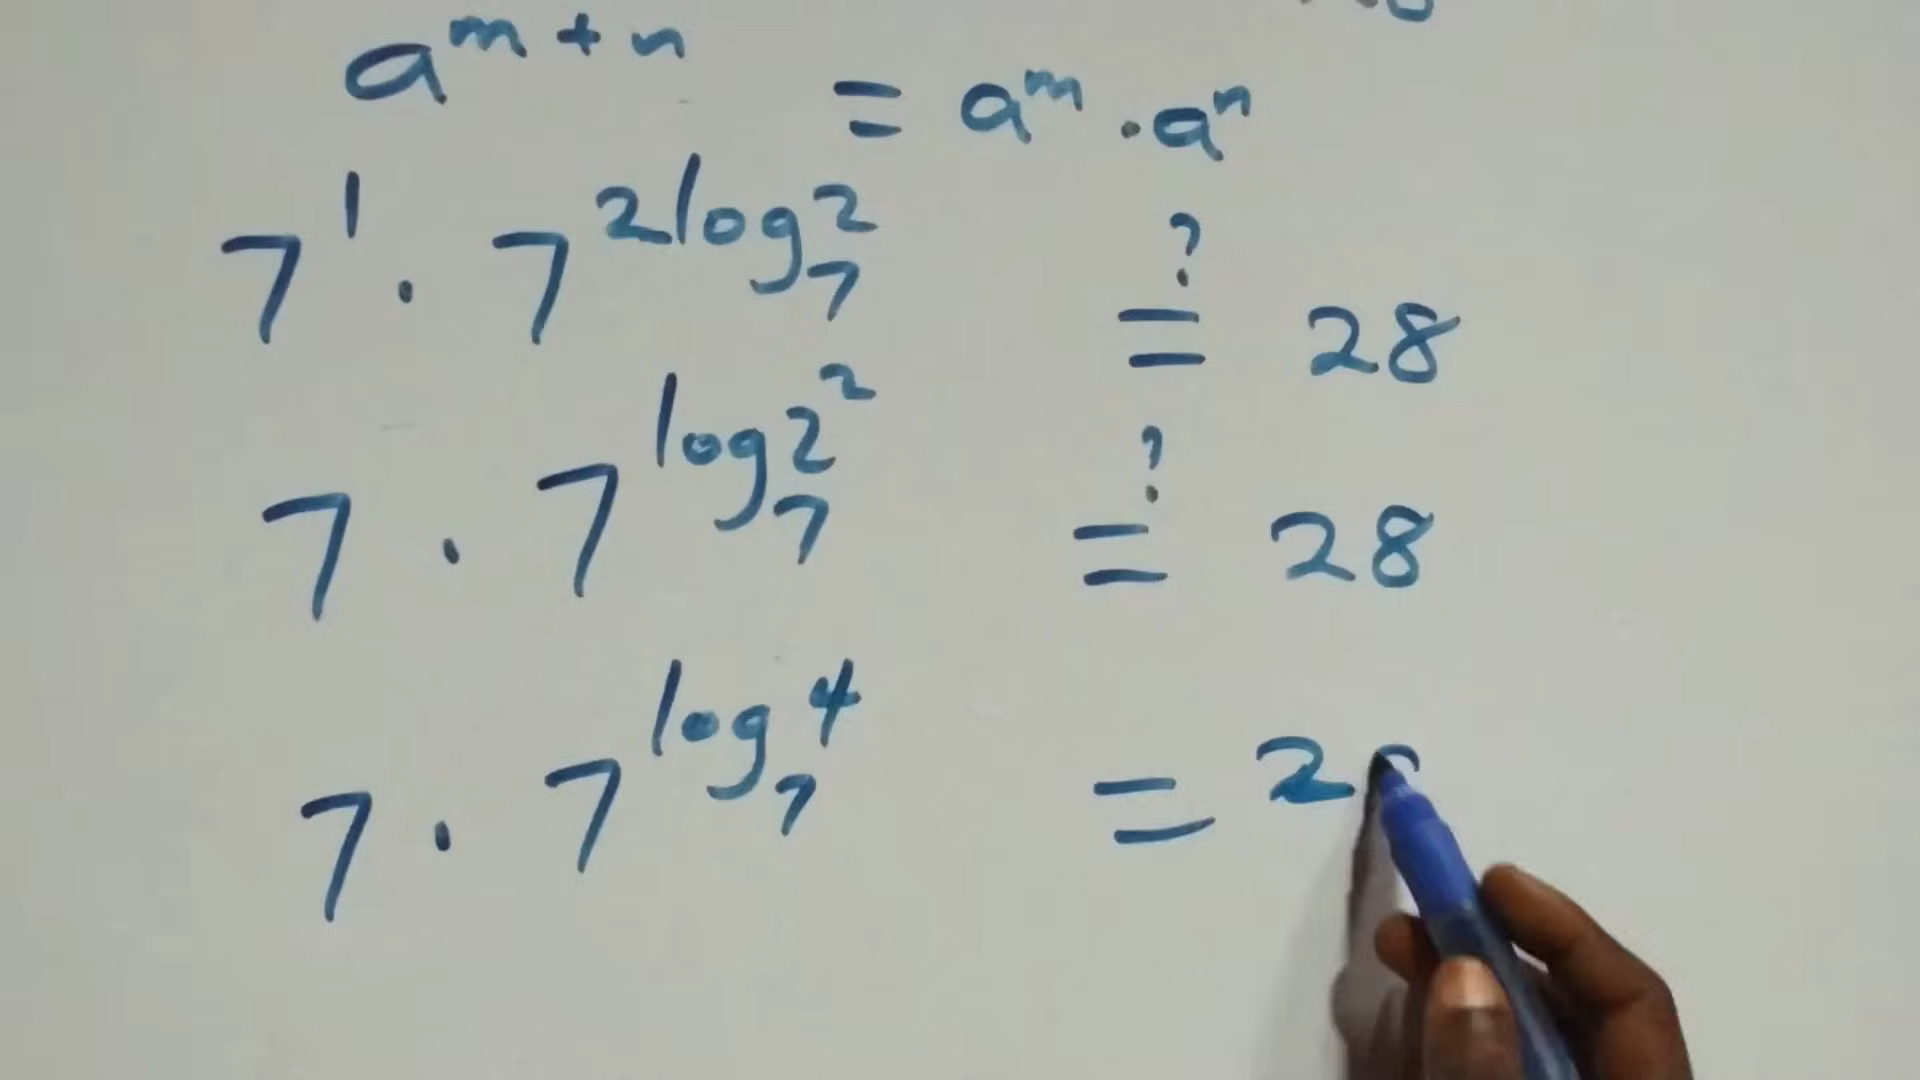 a^{m+n} = a^m · a^n
7^1 · 7^{2log_7 2} =^? 28
7 · 7^{log_7 2^2} =^? 28
7 · 7^{log_7 4} = 2